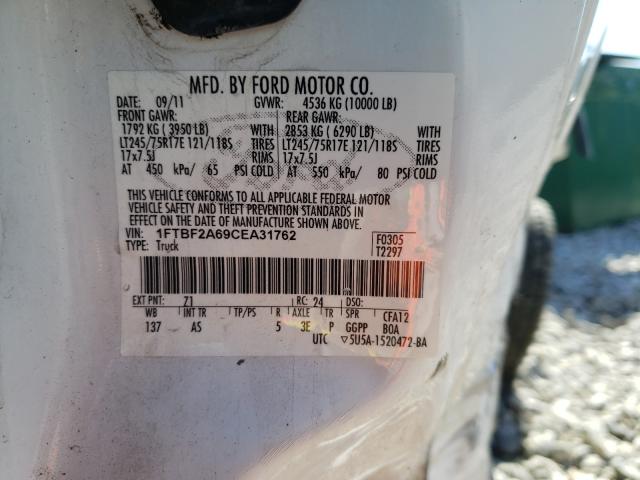 MFD. BY FORD MOTOR CO.
DATE: 09/11 GVWR: 4536 KG (10000 LB)
FRONT GAWR: REAR GAWR:
1792 KG (3950 LB) WITH 2853 KG (6290 LB) WITH
LT245/75R17E 121/118S TIRES LT245/75R17E 121/118S TIRES
17x7.5J RIMS 17x7.5J RIMS
AT 450 kPa/ 65 PSI COLD AT 550 kPa/ 80 PSI COLD
THIS VEHICLE CONFORMS TO ALL APPLICABLE FEDERAL MOTOR
VEHICLE SAFETY AND THEFT PREVENTION STANDARDS IN
EFFECT ON THE DATE OF MANUFACTURE SHOWN ABOVE.
VIN: 1FTBF2A69CEA31762 F0305
TYPE: Truck T2297
EXT PNT: Z1 RC: 24 DSO:
WB INT TR TP/PS R AXLE TR SPR CFA12
137 AS 5 3E P GGPP BOA
UTC ▽5U5A-1520472-BA